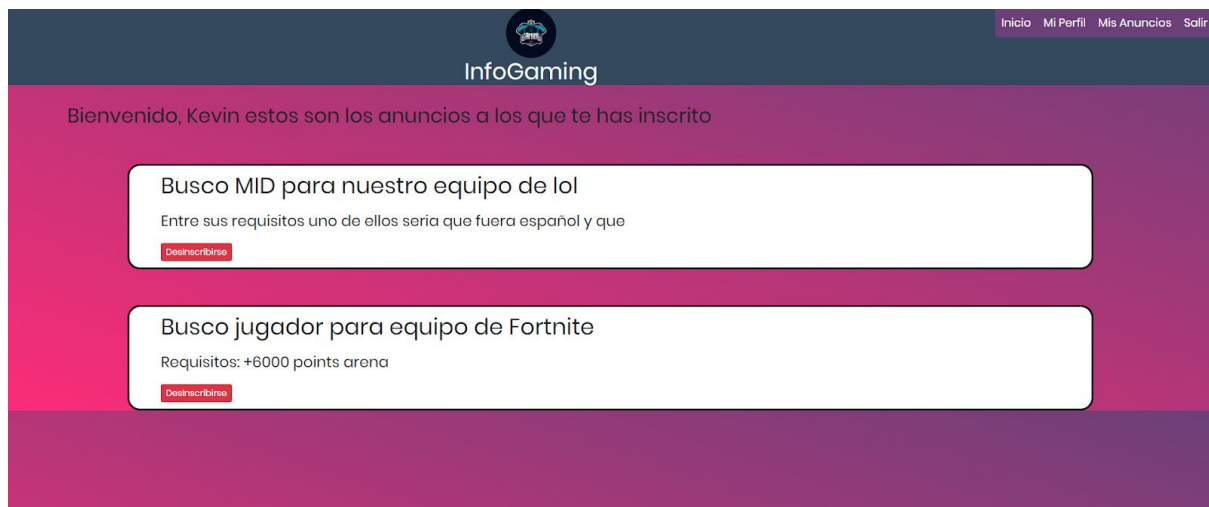 Inicio Mi Perfil Mis Anuncios Salir
InfoGaming
Bienvenido, Kevin estos son los anuncios a los que te has inscrito
Busco MID para nuestro equipo de lol
Entre sus requisitos uno de ellos seria que fuera español y que
Desinscribirse
Busco jugador para equipo de Fortnite
Requisitos: +6000 points arena
Desinscribirse